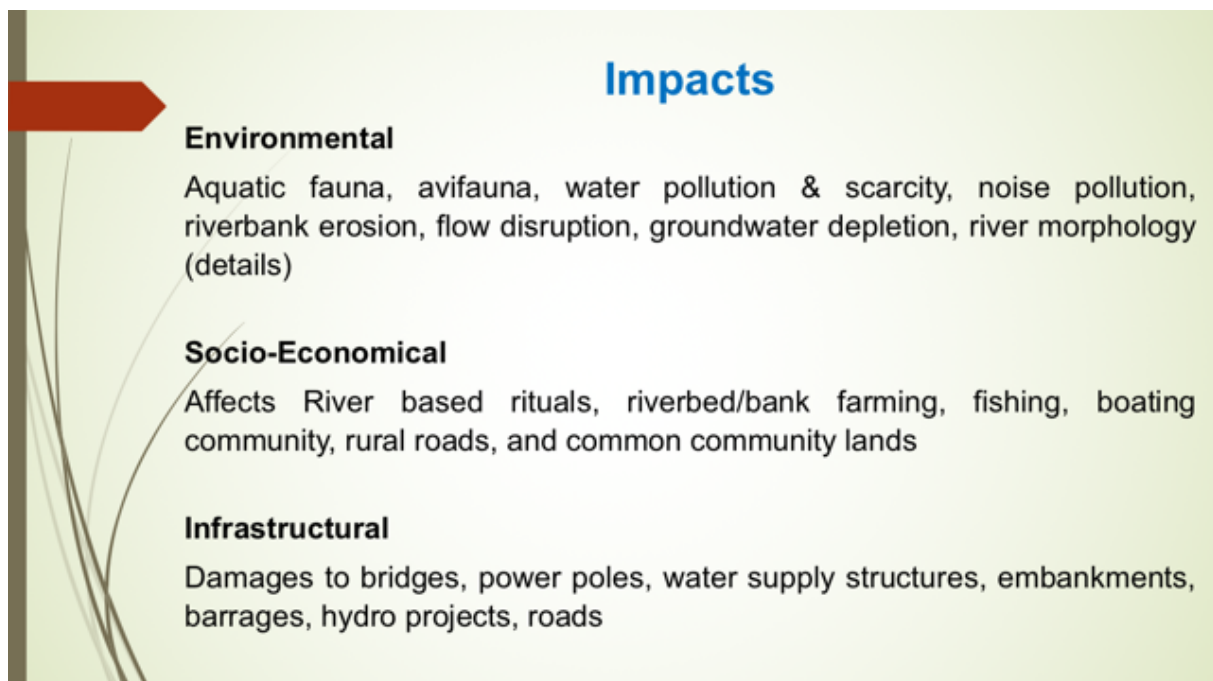 Impacts
Environmental
Aquatic fauna, avifauna, water pollution & scarcity, noise pollution,
riverbank erosion, flow disruption, groundwater depletion, river morphology
(details)
Socio-Economical
Affects River based rituals, riverbed/bank farming, fishing, boating
community, rural roads, and common community lands
Infrastructural
Damages to bridges, power poles, water supply structures, embankments,
barrages, hydro projects, roads